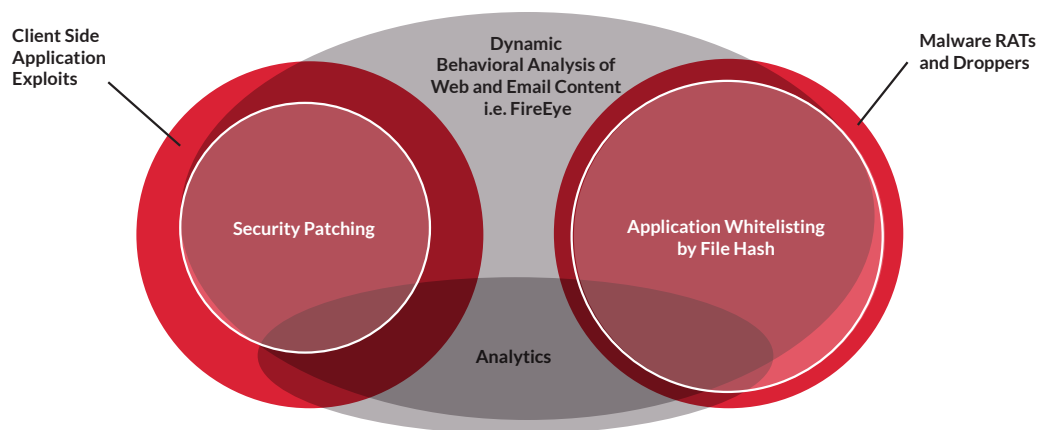 Client Side
Application
Exploits
Dynamic
Behavioral Analysis of
Web and Email Content
i.e. FireEye
Malware RATs
and Droppers
Security Patching
Application Whitelisting
by File Hash
Analytics